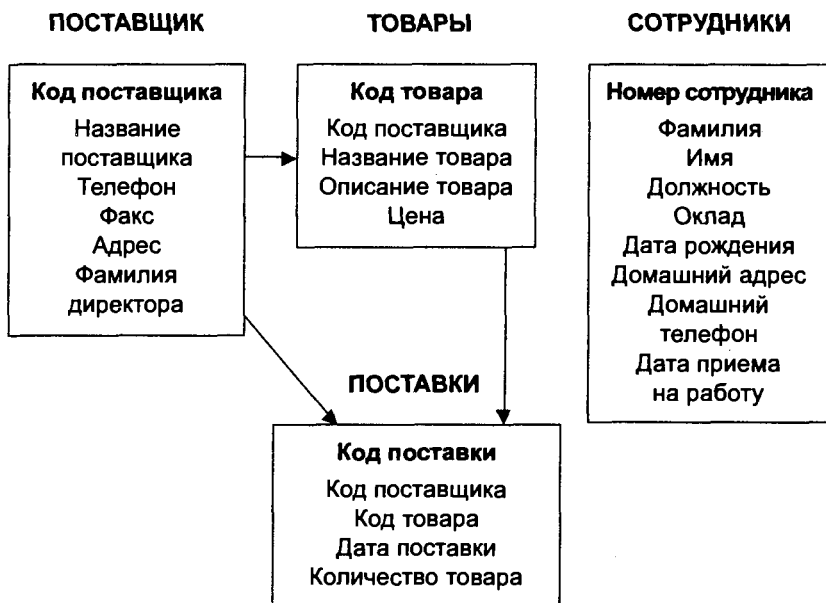 ПОСТАВЩИК
Код поставщика
Название
поставщика
Телефон
Факс
Адрес
Фамилия
директора
ТОВАРЫ
Код товара
Код поставщика
Название товара
Описание товара
Цена
СОТРУДНИКИ
Номер сотрудника
Фамилия
Имя
Должность
Оклад
Дата рождения
Домашний адрес
Домашний
телефон
Дата приема
на работу
ПОСТАВКИ
Код поставки
Код поставщика
Код товара
Дата поставки
Количество товара